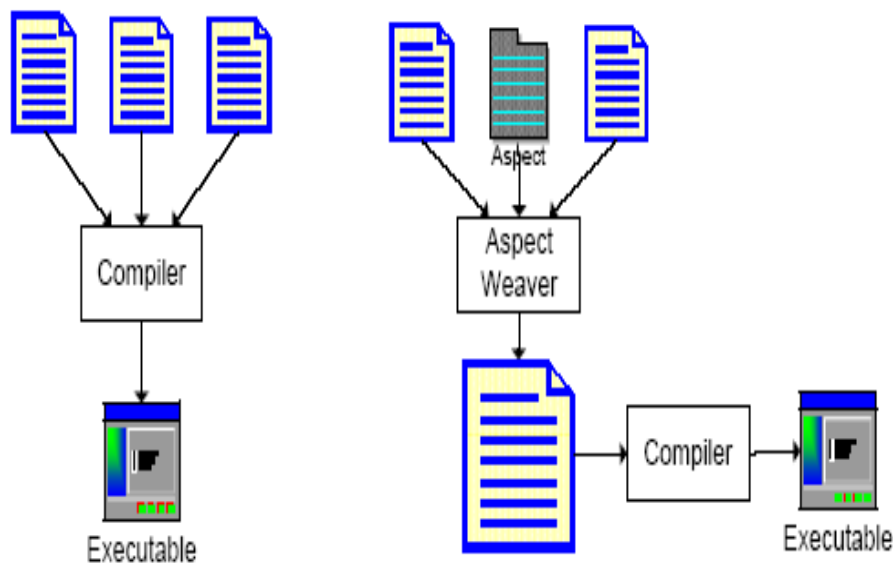 Compiler
Executable
Aspect
Aspect
Weaver
Compiler
Executable